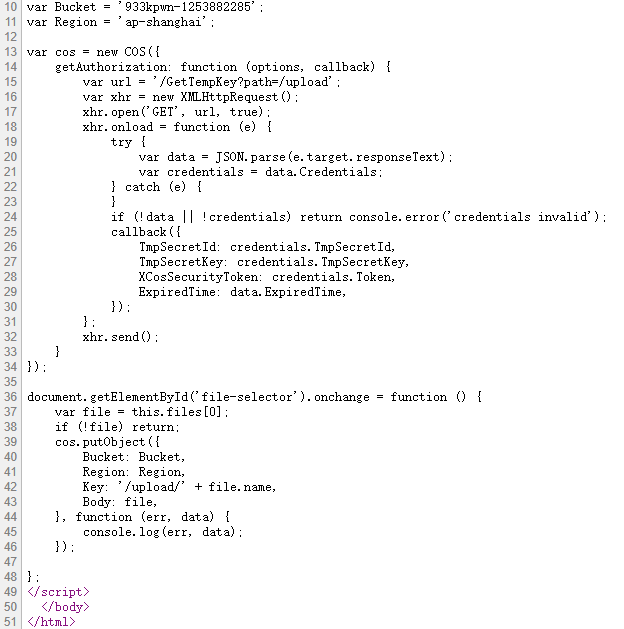 10 var Bucket = '933kpwn-1253882285';
11 var Region = 'ap-shanghai';
12
13 var cos = new COS({
14     getAuthorization: function (options, callback) {
15         var url = '/GetTempKey?path=/upload';
16         var xhr = new XMLHttpRequest();
17         xhr.open('GET', url, true);
18         xhr.onload = function (e) {
19             try {
20                 var data = JSON.parse(e.target.responseText);
21                 var credentials = data.Credentials;
22             } catch (e) {
23             }
24             if (!data || !credentials) return console.error('credentials invalid');
25             callback({
26                 TmpSecretId: credentials.TmpSecretId,
27                 TmpSecretKey: credentials.TmpSecretKey,
28                 XCosSecurityToken: credentials.Token,
29                 ExpiredTime: data.ExpiredTime,
30             });
31         };
32         xhr.send();
33     }
34 });
35
36 document.getElementById('file-selector').onchange = function () {
37     var file = this.files[0];
38     if (!file) return;
39     cos.putObject({
40         Bucket: Bucket,
41         Region: Region,
42         Key: '/upload/' + file.name,
43         Body: file,
44     }, function (err, data) {
45         console.log(err, data);
46     });
47
48 };
49 </script>
50   </body>
51 </html>